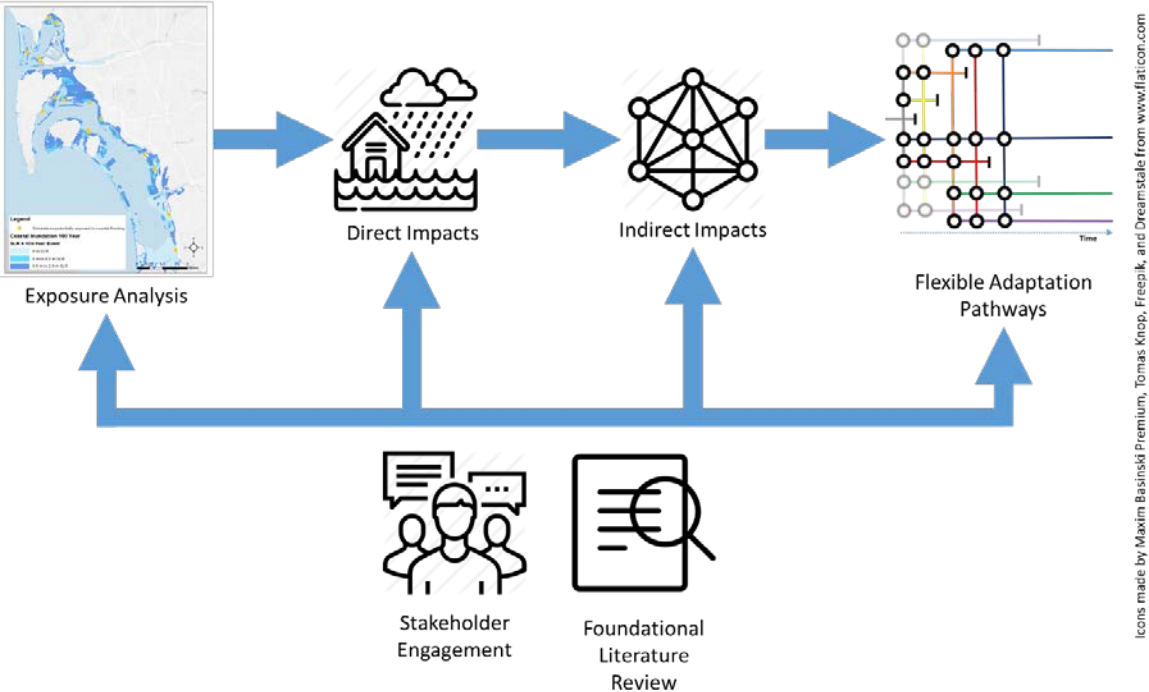 Legend
Exposure Analysis
Direct Impacts
Indirect Impacts
Time
Flexible Adaptation
Pathways
Stakeholder
Engagement
Foundational
Literature
Review
Icons made by Maxim Basinski Premium, Tomas Knop, Freepik, and Dreamstale from www.flaticon.com